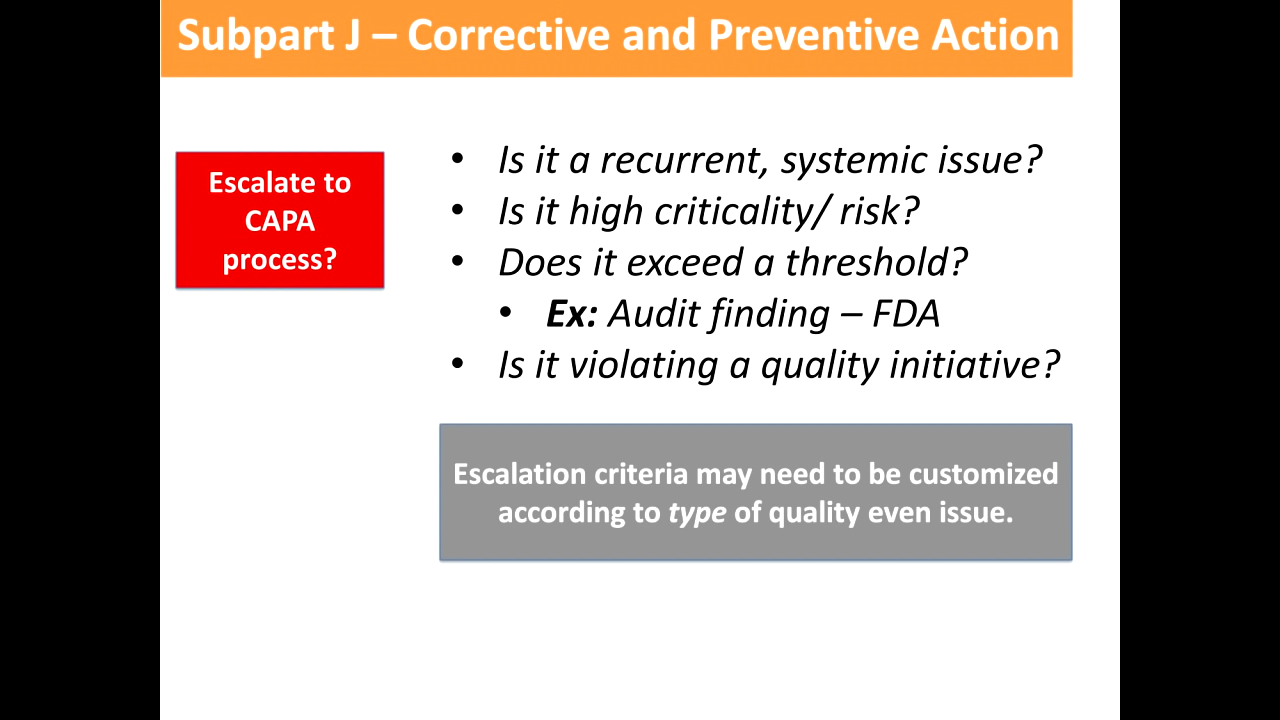 Subpart J – Corrective and Preventive Action
Escalate to
CAPA
process?
• Is it a recurrent, systemic issue?
• Is it high criticality/ risk?
• Does it exceed a threshold?
• Ex: Audit finding – FDA
• Is it violating a quality initiative?
Escalation criteria may need to be customized
according to type of quality even issue.